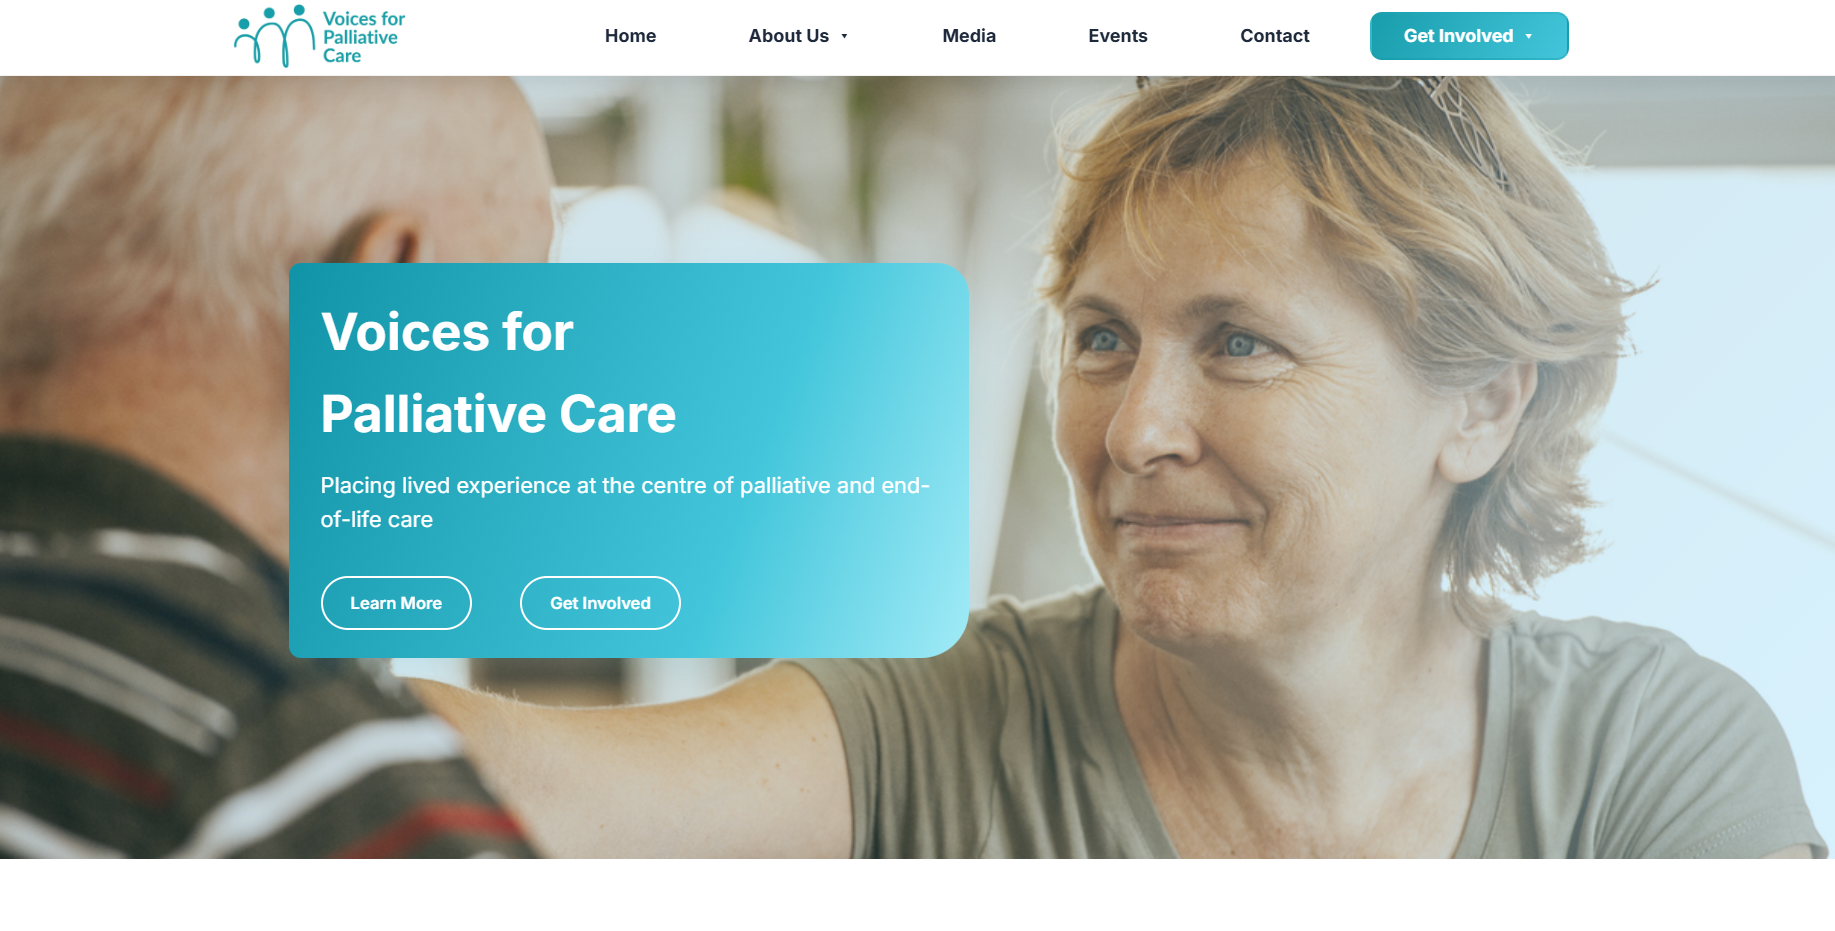 Voices for
Palliative
Care
Home
About Us
Media
Events
Contact
Get Involved
Voices for
Palliative Care
Placing lived experience at the centre of palliative and end-
of-life care
Learn More
Get Involved